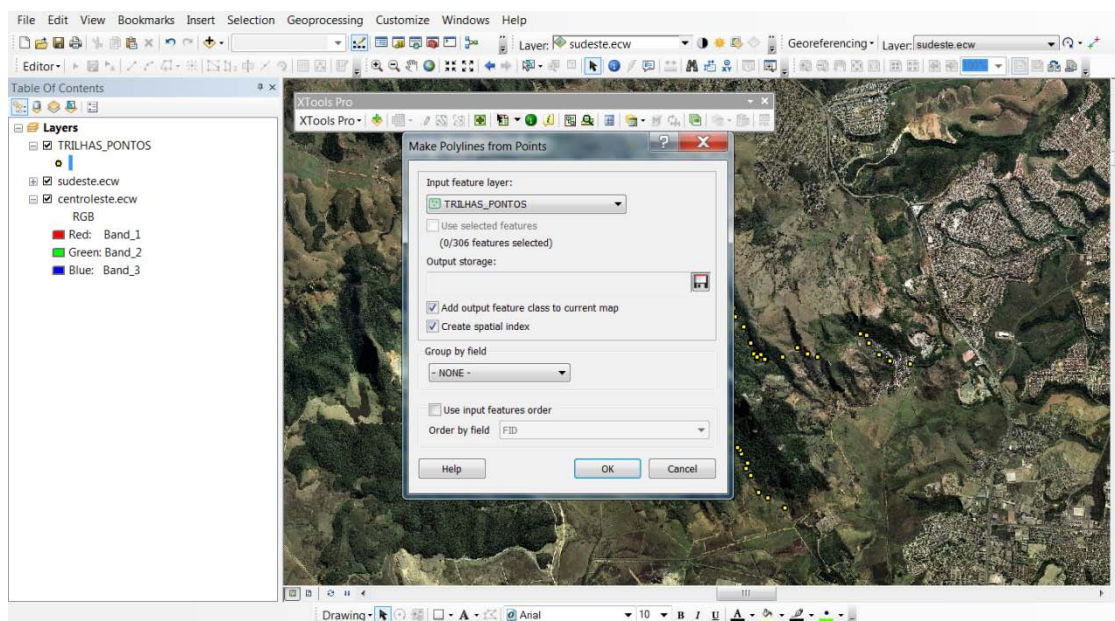 File Edit View Bookmarks Insert Selection Geoprocessing Customize Windows Help
Layer: sudeste.ecw Georeferencing Layer: sudeste.ecw
Editor
Table Of Contents
XTools Pro
XTools Pro
Layers
TRILHAS_PONTOS
sudeste.ecw
centroleste.ecw
RGB
Red: Band_1
Green: Band_2
Blue: Band_3
Make Polylines from Points
Input feature layer:
TRILHAS_PONTOS
Use selected features
(0/306 features selected)
Output storage:
Add output feature class to current map
Create spatial index
Group by field
- NONE -
Use input features order
Order by field FID
Help OK Cancel
Drawing A Arial 10 B I U A